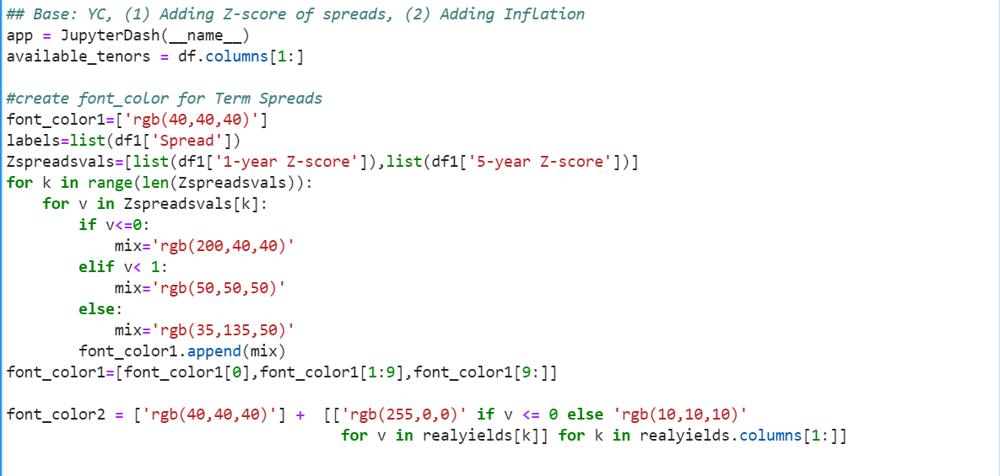 ## Base: YC, (1) Adding Z-score of spreads, (2) Adding Inflation
app = JupyterDash(__name__)
available_tenors = df.columns[1:]

#create font_color for Term Spreads
font_color1=['rgb(40,40,40)']
labels=list(df1['Spread'])
Zspreadsvals=[list(df1['1-year Z-score']),list(df1['5-year Z-score'])]
for k in range(len(Zspreadsvals)):
    for v in Zspreadsvals[k]:
        if v<=0:
            mix='rgb(200,40,40)'
        elif v< 1:
            mix='rgb(50,50,50)'
        else:
            mix='rgb(35,135,50)'
        font_color1.append(mix)
font_color1=[font_color1[0],font_color1[1:9],font_color1[9:]]

font_color2 = ['rgb(40,40,40)'] +  [['rgb(255,0,0)' if v <= 0 else 'rgb(10,10,10)'
                                     for v in realyields[k]] for k in realyields.columns[1:]]